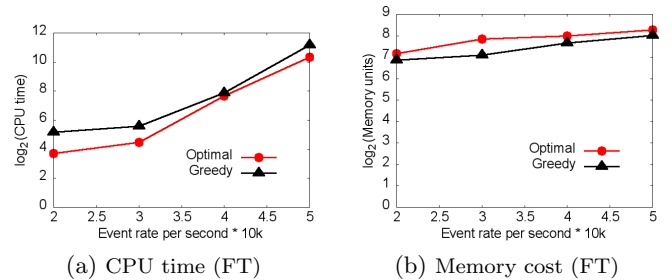 12
10
8
6
4
2
0
log2(CPU time)
Optimal
Greedy
2 2.5 3 3.5 4 4.5 5
Event rate per second * 10k
(a) CPU time (FT)
9
8
7
6
5
4
3
2
1
0
log2(Memory units)
Optimal
Greedy
2 2.5 3 3.5 4 4.5 5
Event rate per second * 10k
(b) Memory cost (FT)